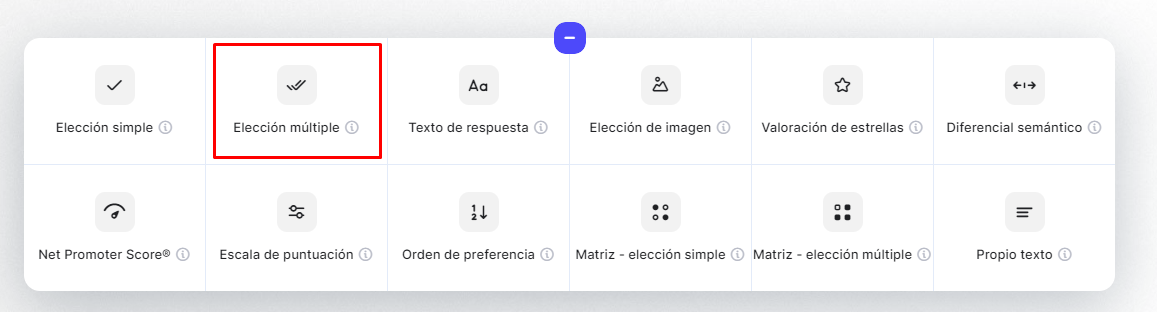 Elección simple
Elección múltiple
Aa
Texto de respuesta
Elección de imagen
Valoración de estrellas
Diferencial semántico
Net Promoter Score®
Escala de puntuación
1
2
Orden de preferencia
Matriz - elección simple
Matriz - elección múltiple
Propio texto